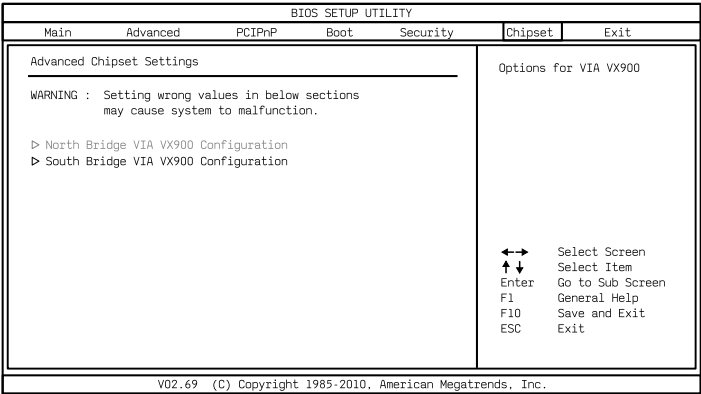 BIOS SETUP UTILITY
Main Advanced PCIPnP Boot Security Chipset Exit
Advanced Chipset Settings
WARNING : Setting wrong values in below sections
may cause system to malfunction.
▷ North Bridge VIA VX900 Configuration
▷ South Bridge VIA VX900 Configuration
Options for VIA VX900
←→ Select Screen
↑↓ Select Item
Enter Go to Sub Screen
F1 General Help
F10 Save and Exit
ESC Exit
V02.69 (C) Copyright 1985-2010, American Megatrends, Inc.